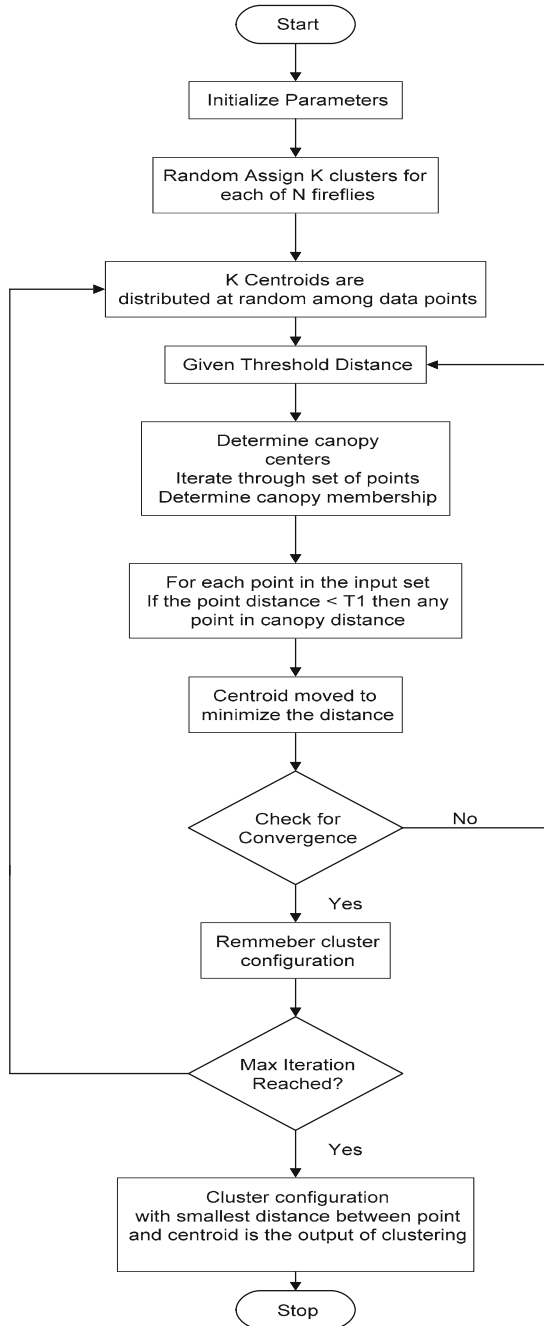 Start
Initialize Parameters
Random Assign K clusters for
each of N fireflies
K Centroids are
distributed at random among data points
Given Threshold Distance
Determine canopy
centers
Iterate through set of points
Determine canopy membership
For each point in the input set
If the point distance < T1 then any
point in canopy distance
Centroid moved to
minimize the distance
Check for
Convergence
No
Yes
Remmeber cluster
configuration
Max Iteration
Reached?
Yes
Cluster configuration
with smallest distance between point
and centroid is the output of clustering
Stop